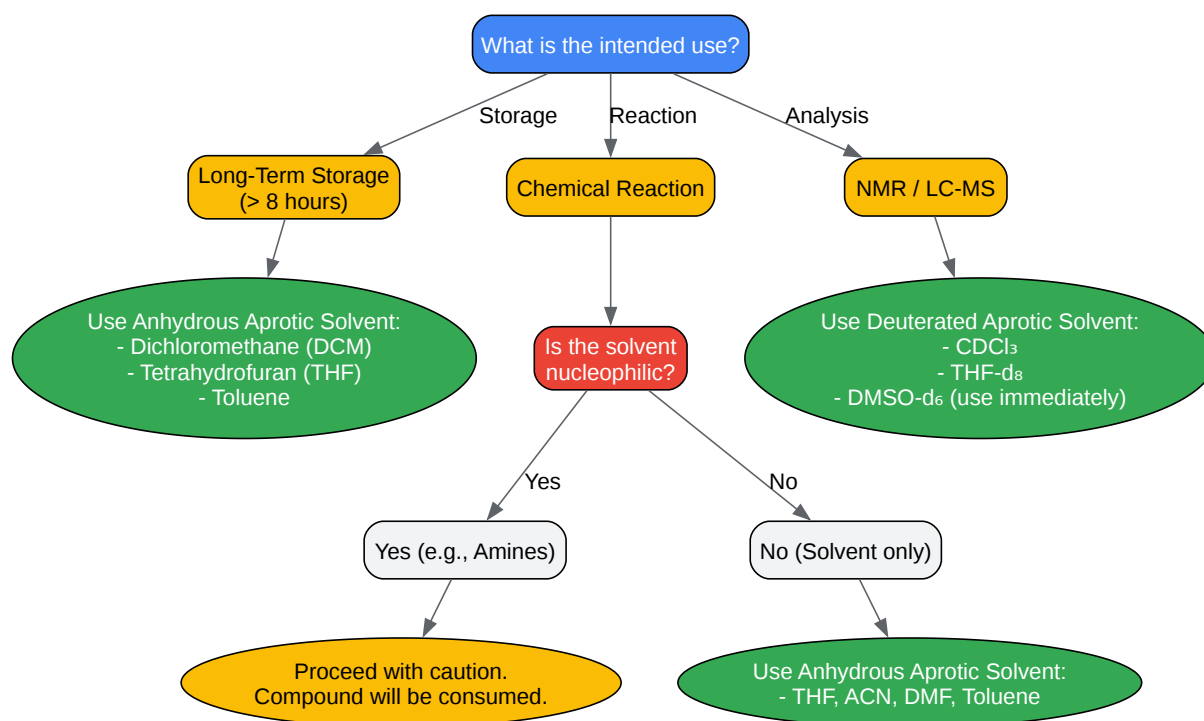 What is the intended use?
Storage
Reaction
Analysis
Long-Term Storage
(> 8 hours)
Chemical Reaction
NMR / LC-MS
Use Anhydrous Aprotic Solvent:
- Dichloromethane (DCM)
- Tetrahydrofuran (THF)
- Toluene
Is the solvent
nucleophilic?
Use Deuterated Aprotic Solvent:
- CDCl₃
- THF-d₈
- DMSO-d₆ (use immediately)
Yes
No
Yes (e.g., Amines)
No (Solvent only)
Proceed with caution.
Compound will be consumed.
Use Anhydrous Aprotic Solvent:
- THF, ACN, DMF, Toluene